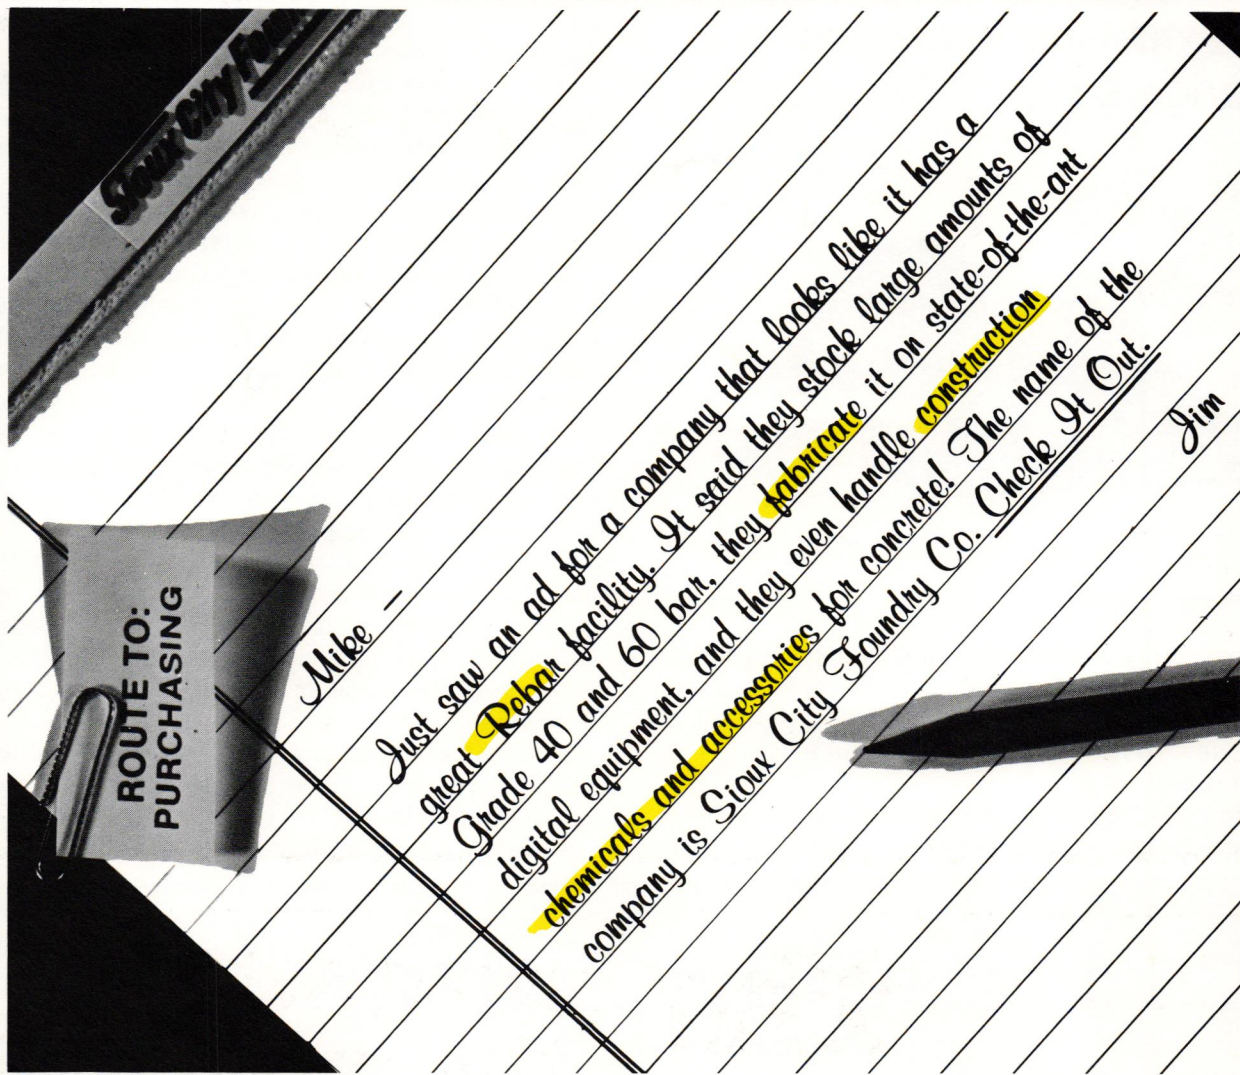 Sioux City
ROUTE TO:
PURCHASING
Mike –
Just saw an ad for a company that looks like it has a
great Rebar facility. It said they stock large amounts of
Grade 40 and 60 bar, they fabricate it on state-of-the-art
digital equipment, and they even handle construction
chemicals and accessories for concrete! The name of the
company is Sioux City Foundry Co. Check It Out.
Jim